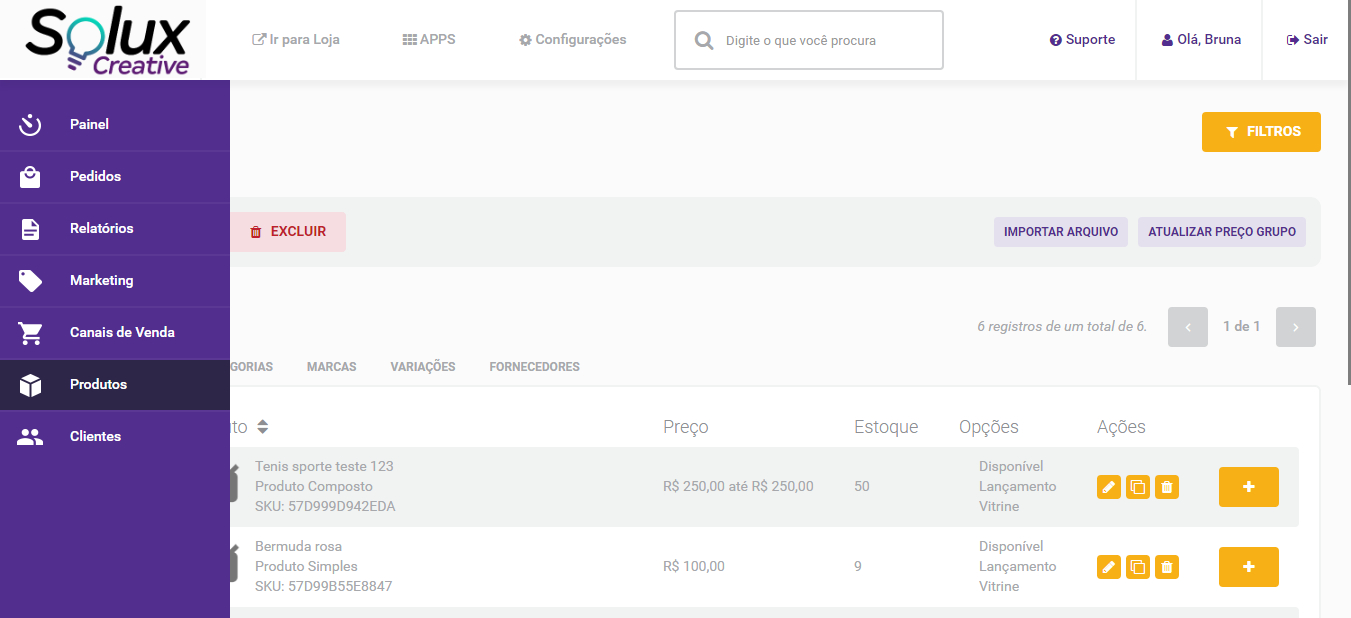 Solux
Creative
Ir para Loja
APPS
Configurações
Digite o que você procura
Suporte
Olá, Bruna
Sair
Painel
Pedidos
Relatórios
Marketing
Canais de Venda
Produtos
Clientes
FILTROS
EXCLUIR
IMPORTAR ARQUIVO
ATUALIZAR PREÇO GRUPO
6 registros de um total de 6.
1 de 1
GORIAS MARCAS VARIAÇÕES FORNECEDORES
uto Preço Estoque Opções Ações
Tenis sporte teste 123
Produto Composto
SKU: 57D999D942EDA
R$ 250,00 até R$ 250,00
50
Disponível
Lançamento
Vitrine
Bermuda rosa
Produto Simples
SKU: 57D99B55E8847
R$ 100,00
9
Disponível
Lançamento
Vitrine